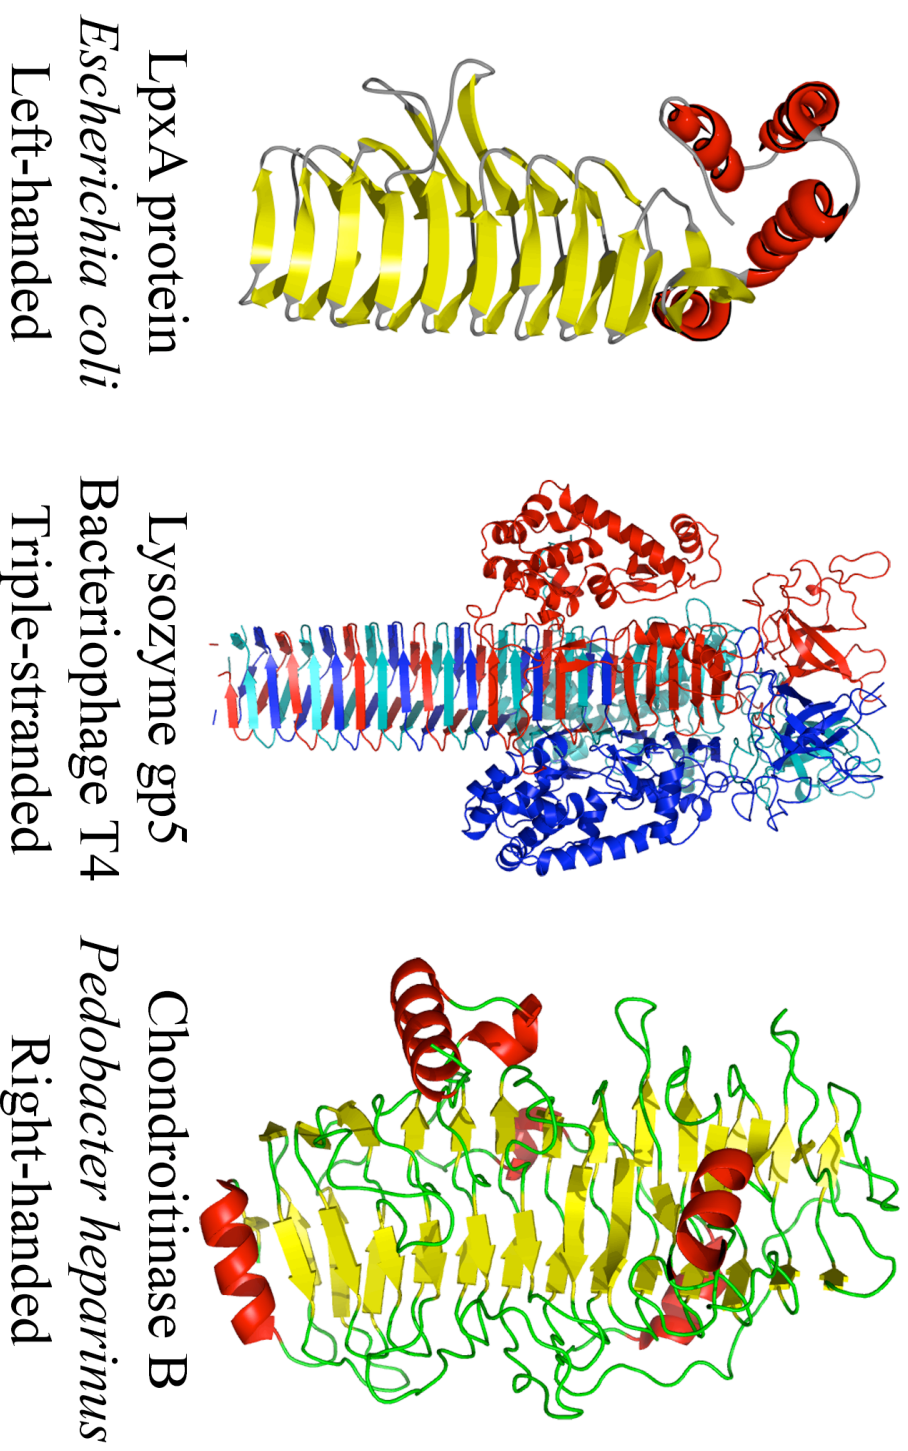 LpxA protein
Escherichia coli
Left-handed
Lysozyme gp5
Bacteriophage T4
Triple-stranded
Chondroitinase B
Pedobacter heparinus
Right-handed